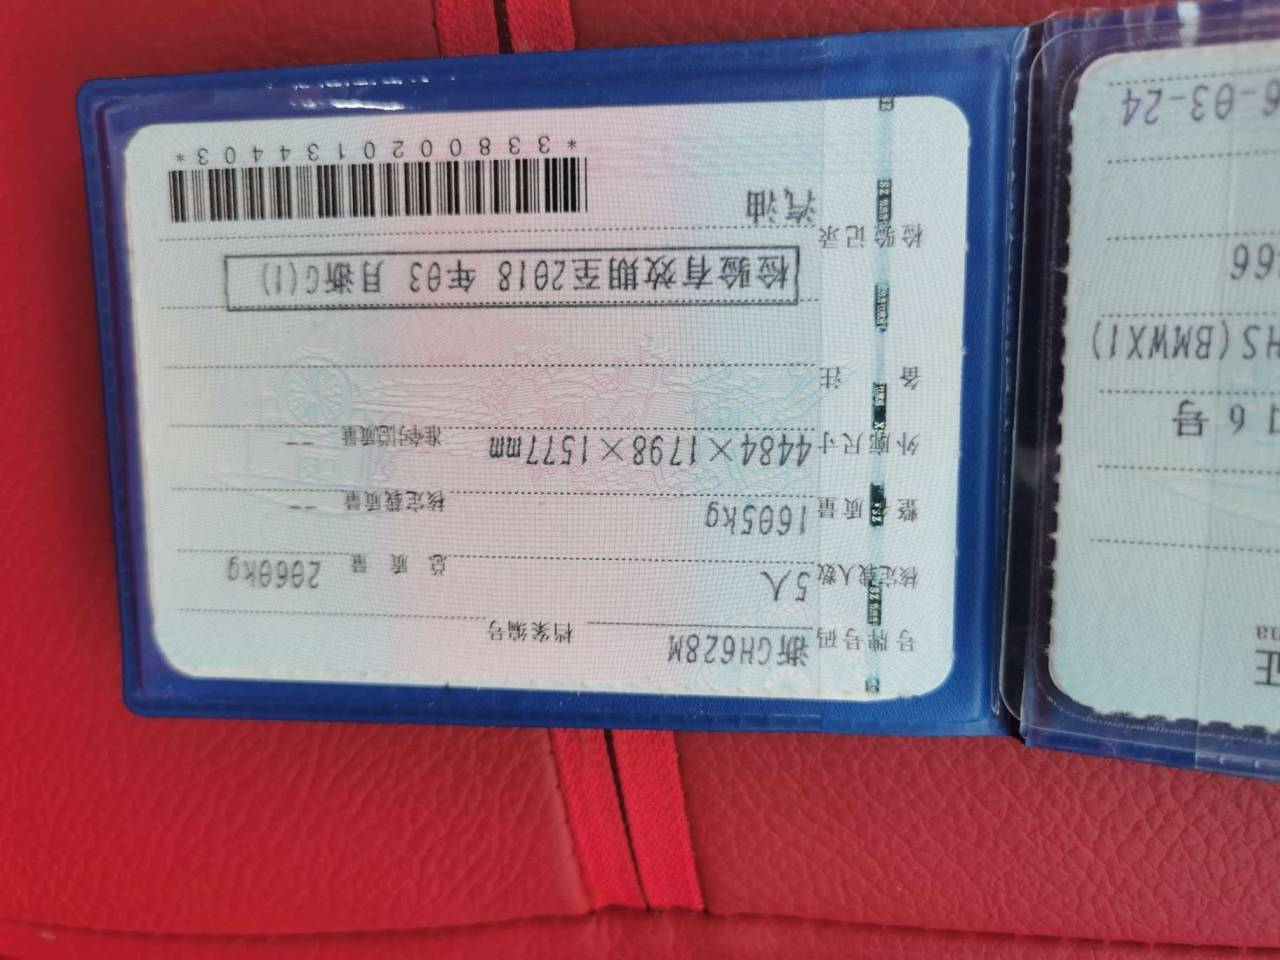 号牌号码 浙GH628M 档案编号
核定载人数 5人 总质量 2060kg
整备质量 1605kg 核定载质量 --
外廓尺寸 4484×1798×1577mm 准牵引总质量 --
备注
检验有效期至2018 年03 月浙G(1)
检验记录
汽油
*3380020134403*
证
na
16号
HS(BMWX1)
66
6-03-24